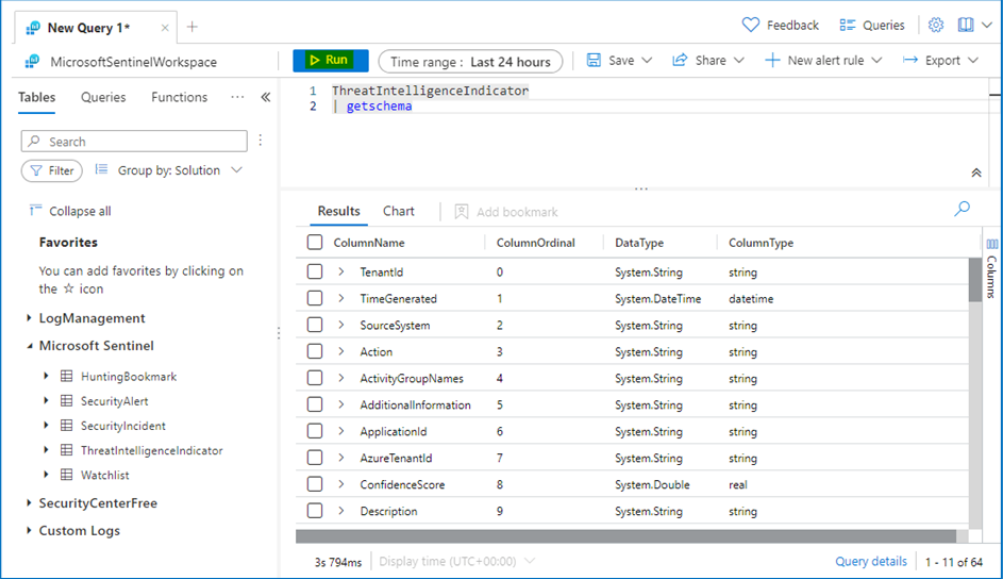 New Query 1* × +
Feedback Queries
MicrosoftSentinelWorkspace
Run Time range : Last 24 hours Save Share New alert rule Export
Tables Queries Functions ··· «
Search
Filter Group by: Solution
Collapse all
Favorites
You can add favorites by clicking on
the ☆ icon
LogManagement
Microsoft Sentinel
HuntingBookmark
SecurityAlert
SecurityIncident
ThreatIntelligenceIndicator
Watchlist
SecurityCenterFree
Custom Logs
1 ThreatIntelligenceIndicator
2 | getschema
Results Chart Add bookmark
ColumnName ColumnOrdinal DataType ColumnType
TenantId 0 System.String string
TimeGenerated 1 System.DateTime datetime
SourceSystem 2 System.String string
Action 3 System.String string
ActivityGroupNames 4 System.String string
AdditionalInformation 5 System.String string
ApplicationId 6 System.String string
AzureTenantId 7 System.String string
ConfidenceScore 8 System.Double real
Description 9 System.String string
Columns
3s 794ms Display time (UTC+00:00) Query details 1 - 11 of 64